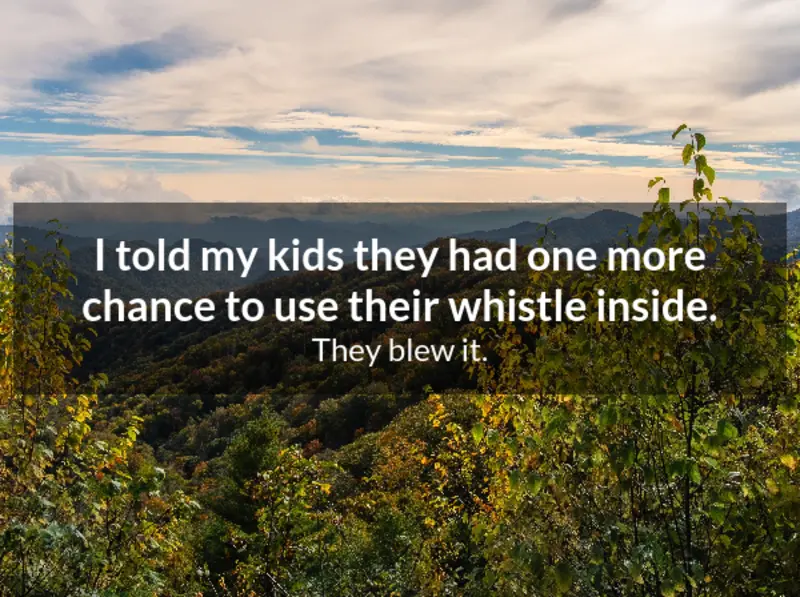 I told my kids they had one more
chance to use their whistle inside.
They blew it.